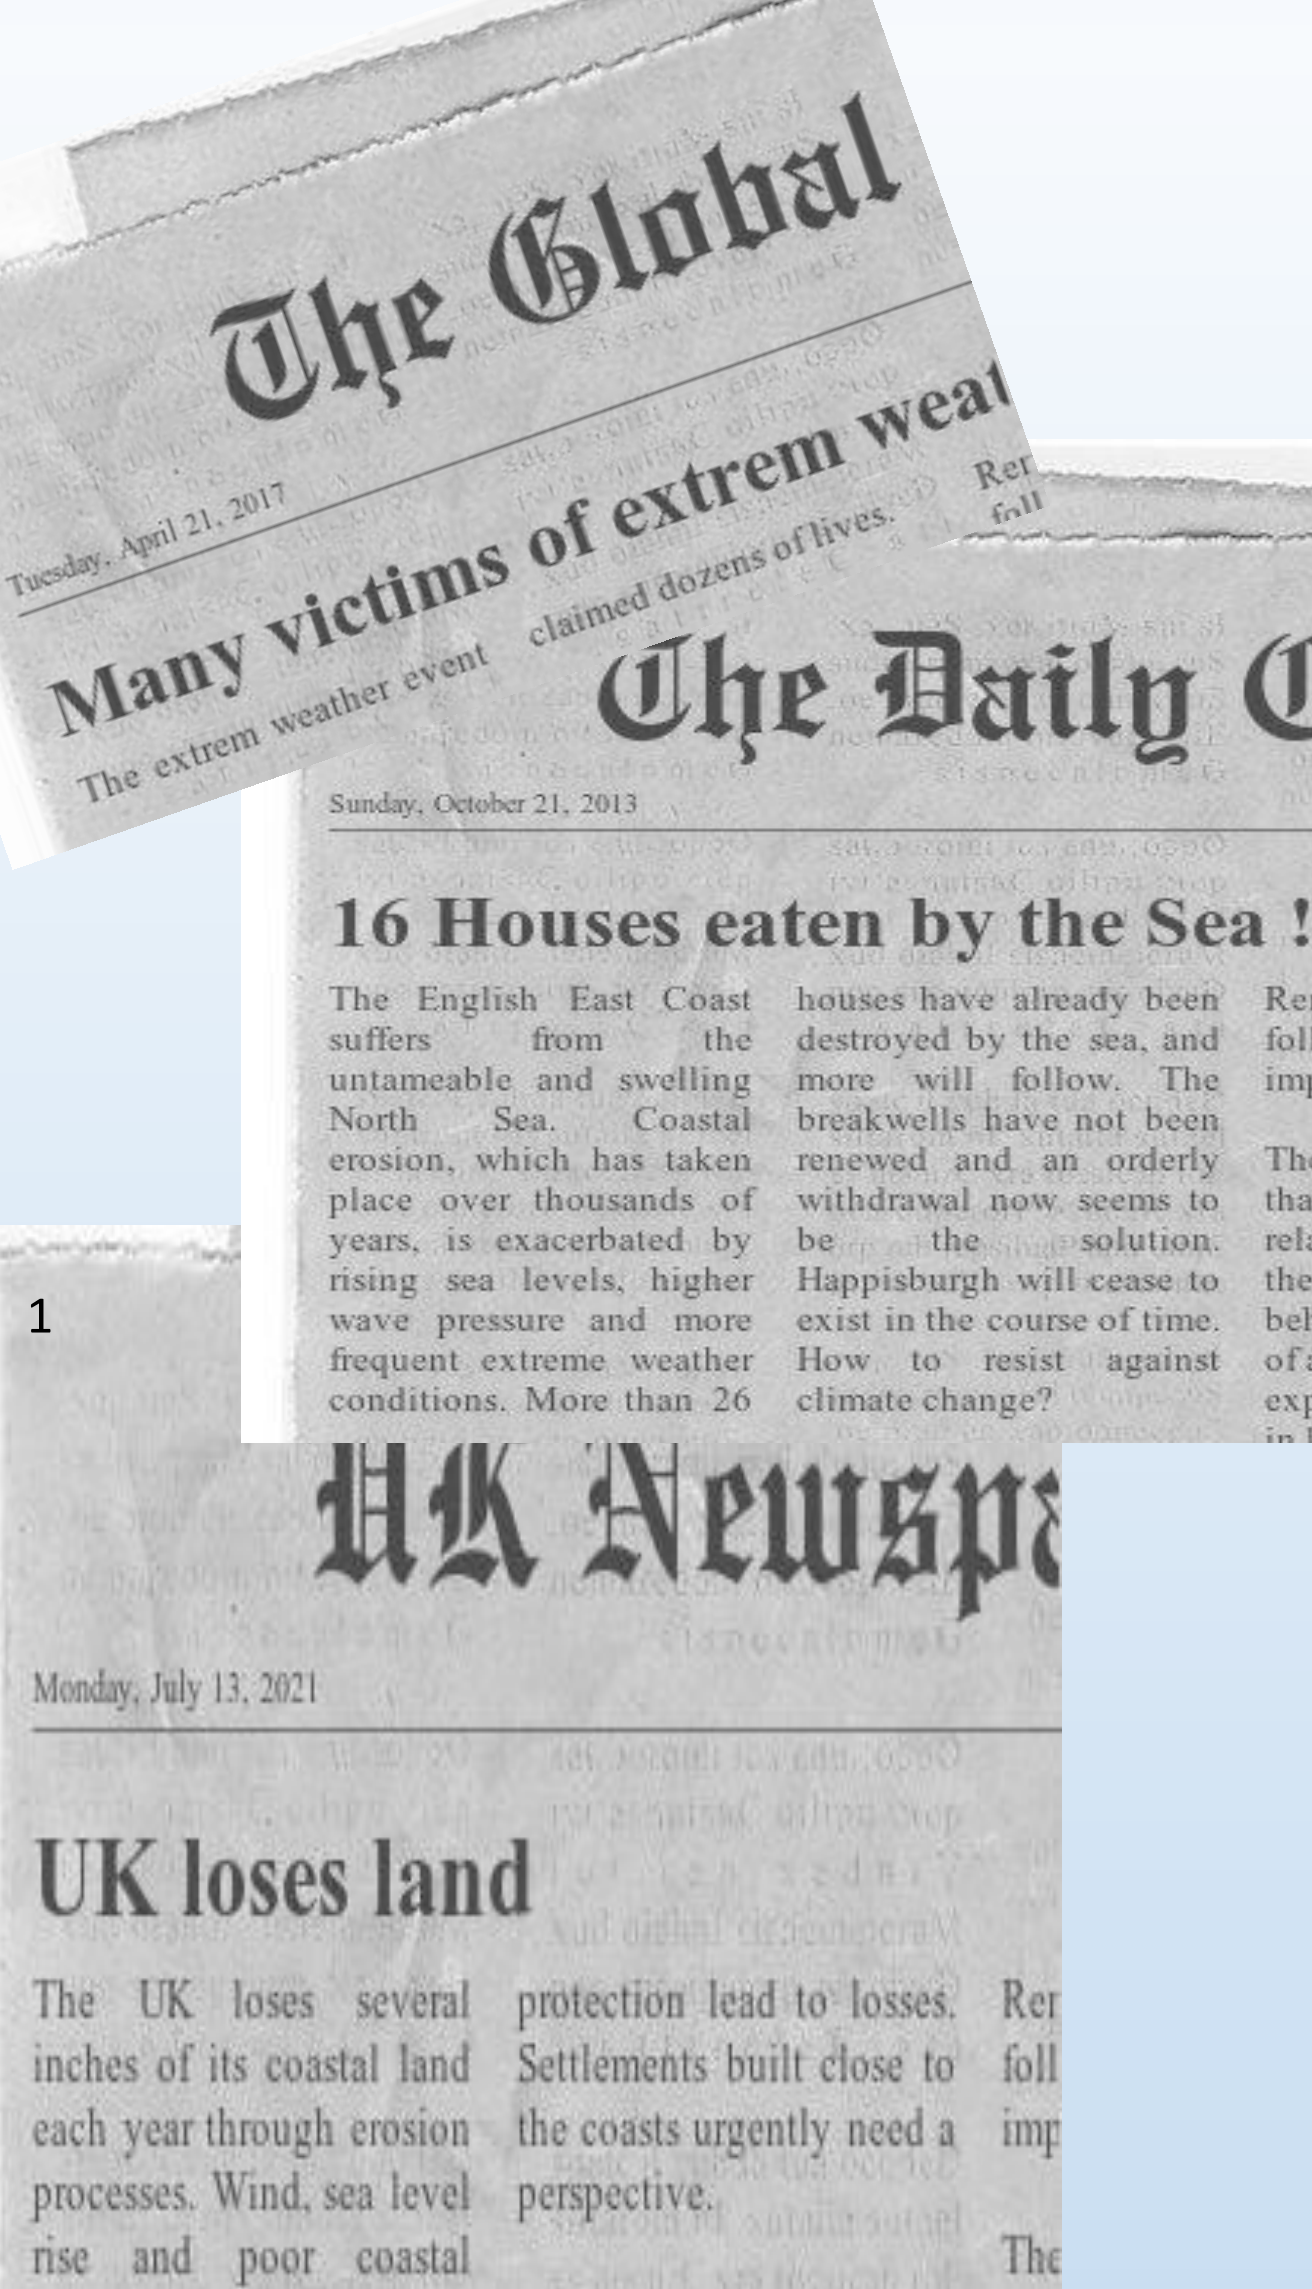 The Global
Tuesday, April 21, 2017
Many victims of extrem weat
The extrem weather event
claimed dozens of lives.
Ren
foll
The Daily
Sunday, October 21, 2013
16 Houses eaten by the Sea !
The English East Coast
suffers from the
untameable and swelling
North Sea. Coastal
erosion, which has taken
place over thousands of
years, is exacerbated by
rising sea levels, higher
wave pressure and more
frequent extreme weather
conditions. More than 26
houses have already been
destroyed by the sea, and
more will follow. The
breakwells have not been
renewed and an orderly
withdrawal now seems to
be the solution.
Happisburgh will cease to
exist in the course of time.
How to resist against
climate change?
1
UK Newspa
Monday, July 13, 2021
UK loses land
The UK loses several
inches of its coastal land
each year through erosion
processes. Wind, sea level
rise and poor coastal
protection lead to losses.
Settlements built close to
the coasts urgently need a
perspective.